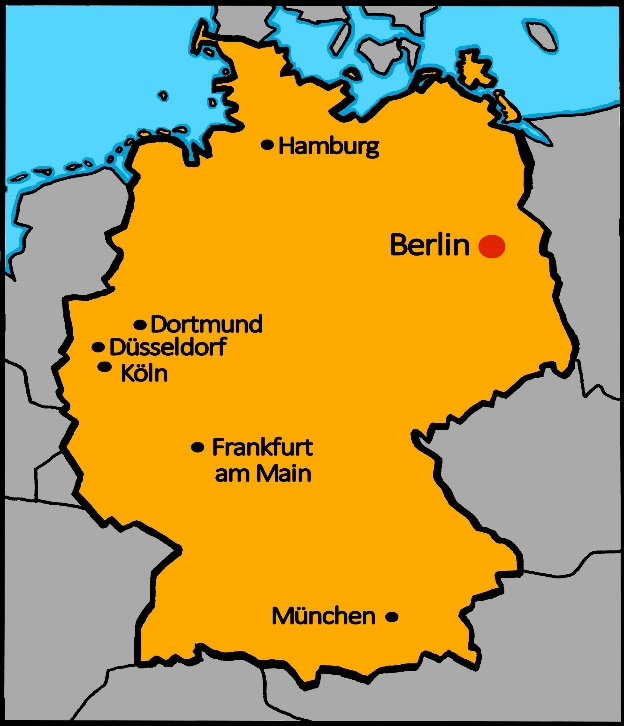 Hamburg
Berlin
Dortmund
Düsseldorf
Köln
Frankfurt
am Main
München